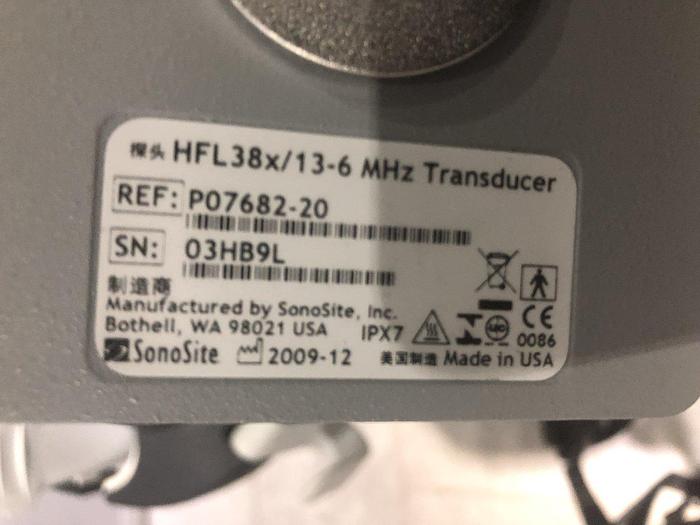 探头 HFL38x/13-6 MHz Transducer
REF: P07682-20
SN: 03HB9L
制造商
Manufactured by SonoSite, Inc.
Bothell, WA 98021 USA IPX7
CE 0086
SonoSite 2009-12 美国制造 Made in USA